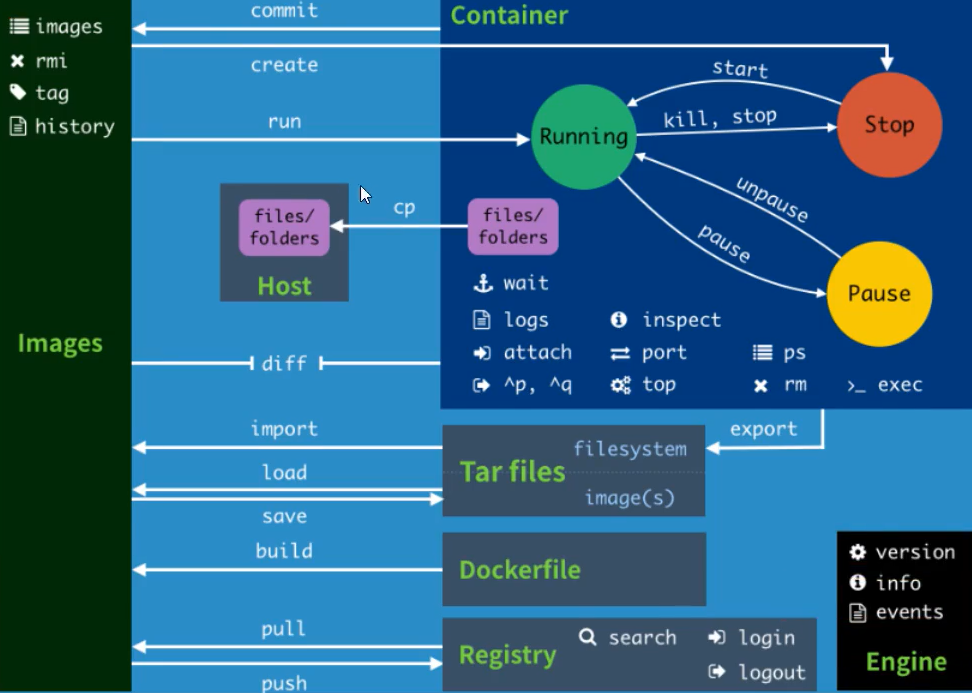 images
rmi
tag
history
Images
commit
create
run
cp
files/
folders
Host
diff
import
load
save
build
pull
push
Container
Running
start
kill, stop
Stop
unpause
pause
Pause
files/
folders
wait
logs
inspect
attach
port
ps
^p, ^q
top
rm
>_ exec
export
Tar files
filesystem
image(s)
Dockerfile
Registry
search
login
logout
version
info
events
Engine